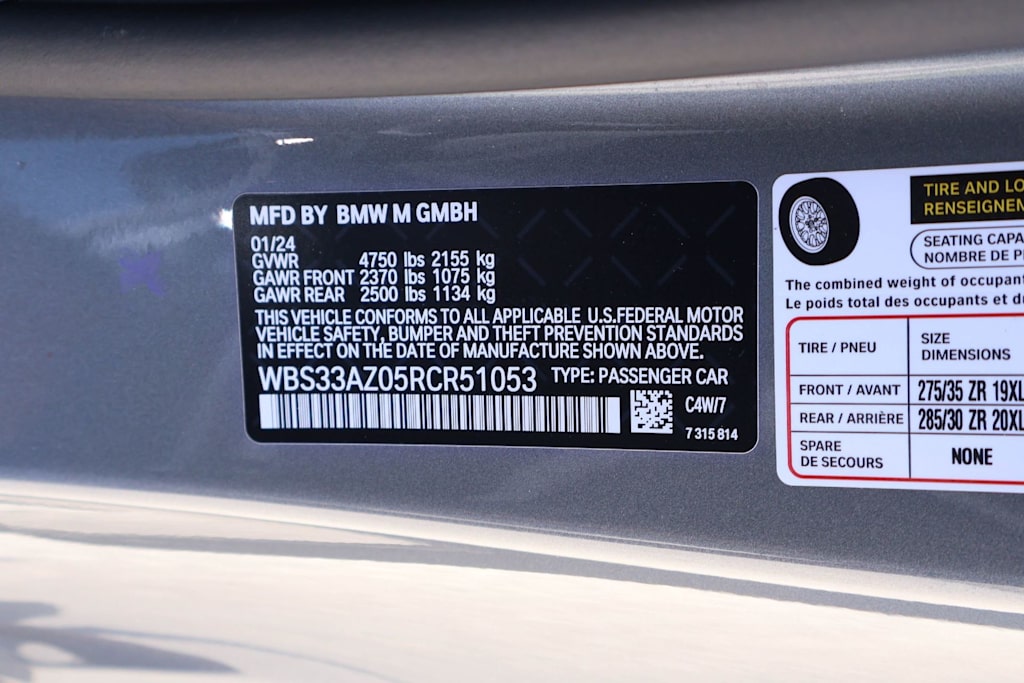 MFD BY BMW M GMBH
01/24
GVWR 4750 lbs 2155 kg
GAWR FRONT 2370 lbs 1075 kg
GAWR REAR 2500 lbs 1134 kg
THIS VEHICLE CONFORMS TO ALL APPLICABLE U.S.FEDERAL MOTOR
VEHICLE SAFETY, BUMPER AND THEFT PREVENTION STANDARDS
IN EFFECT ON THE DATE OF MANUFACTURE SHOWN ABOVE.
WBS33AZ05RCR51053 TYPE: PASSENGER CAR
C4W/7
7 315 814
TIRE AND LO
RENSEIGNEM
SEATING CAPA
NOMBRE DE P
The combined weight of occupant
Le poids total des occupants et d
TIRE / PNEU SIZE
DIMENSIONS
FRONT / AVANT 275/35 ZR 19XL
REAR / ARRIÈRE 285/30 ZR 20XL
SPARE
DE SECOURS NONE